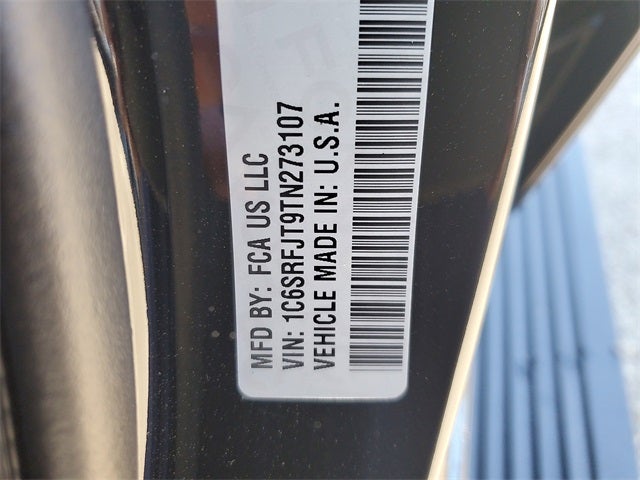 MFD BY: FCA US LLC
VIN: 1C6SRFJT9TN273107
VEHICLE MADE IN: U.S.A.